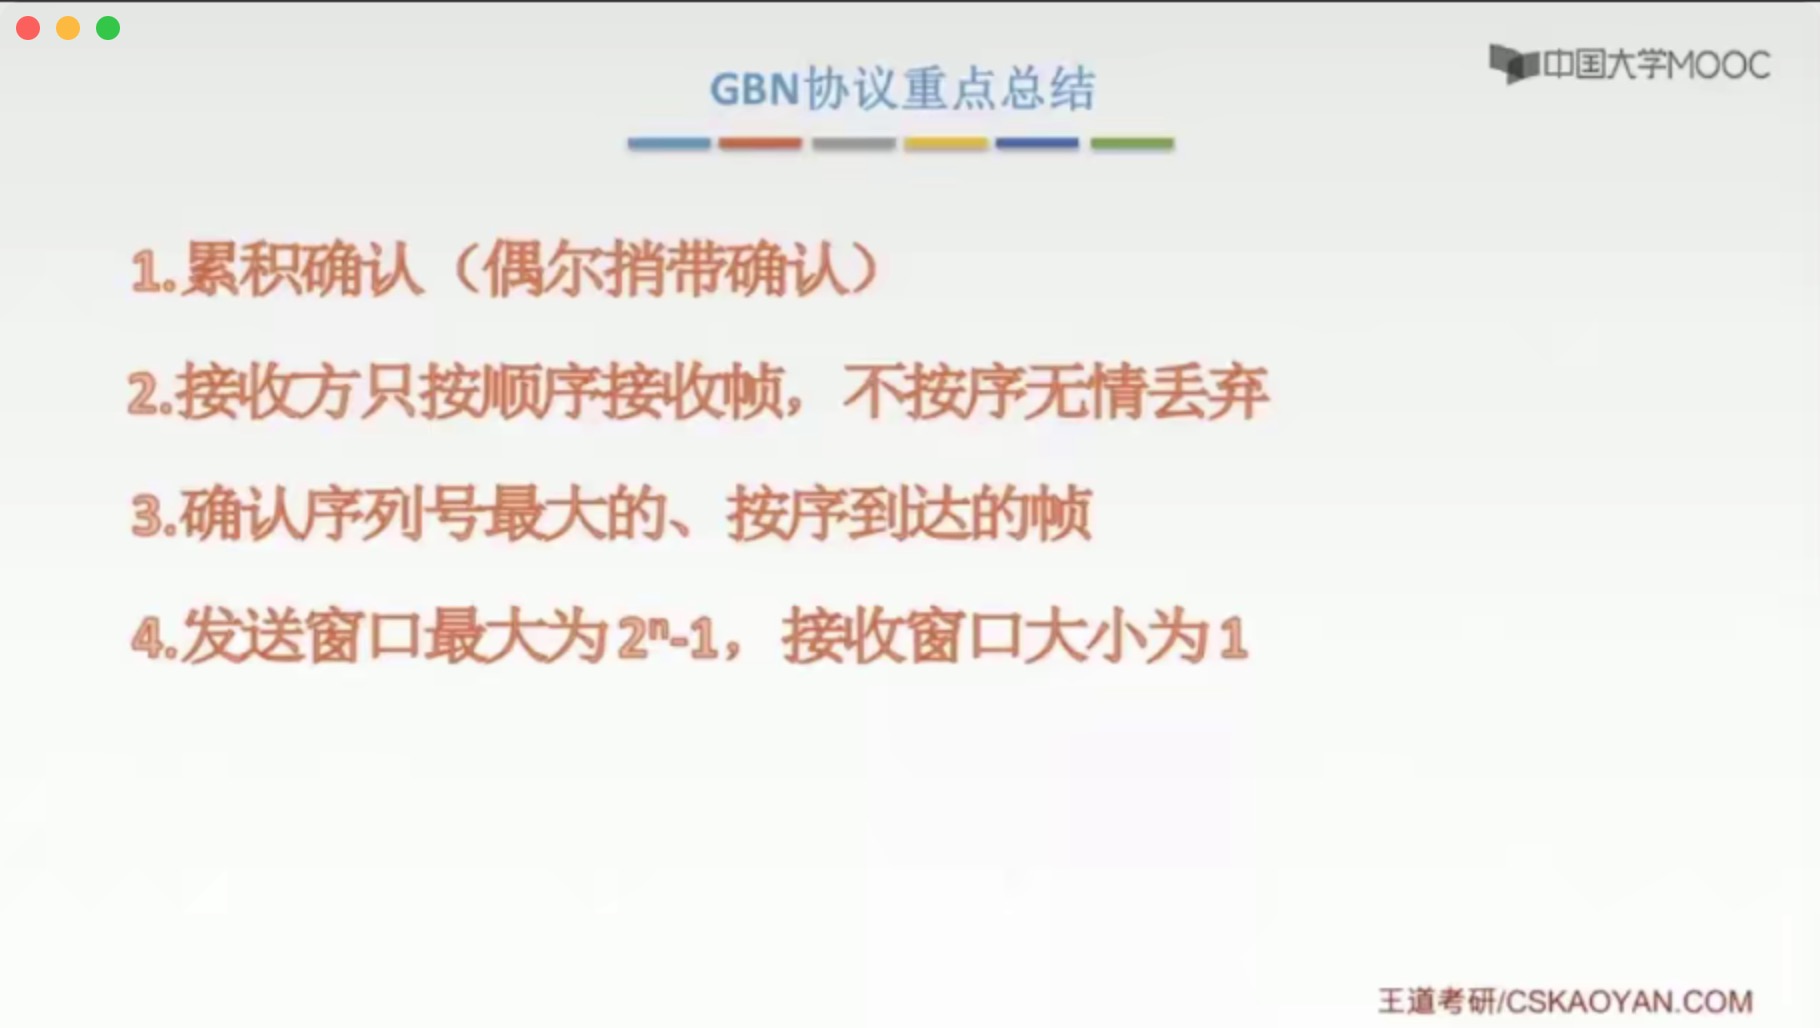 中国大学MOOC
GBN协议重点总结
1.累积确认（偶尔捎带确认）
2.接收方只按顺序接收帧，不按序无情丢弃
3.确认序列号最大的、按序到达的帧
4.发送窗口最大为2ⁿ-1，接收窗口大小为1
王道考研/CSKAOYAN.COM